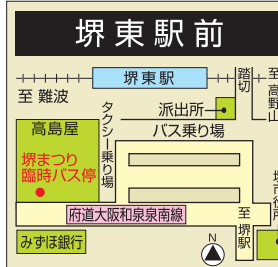 堺東駅前
堺東駅
踏切
至 高野山
至 難波
派出所
タクシー乗り場
バス乗り場
高島屋
堺まつり
臨時バス停
府道大阪和泉泉南線
至 堺駅
みずほ銀行
N